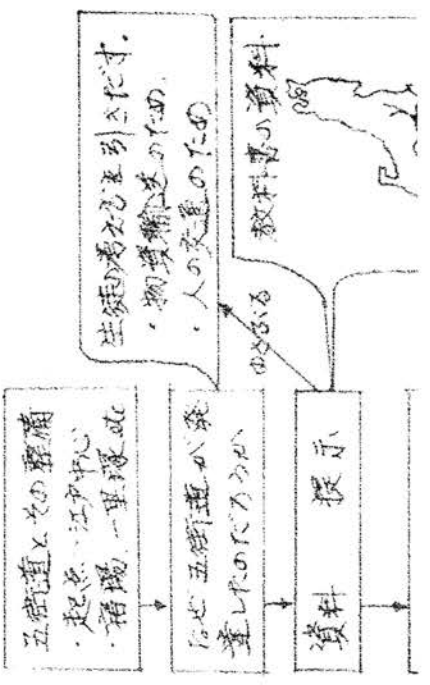 五街道とその整備
・起点…江戸中心
・宿場、一里塚 etc
なぜ五街道が発
達したのだろうか
資料 提示
ゆさぶる
生徒の考えを引きだす。
・物資輸送のため
・人の交通のため
教科書の資料